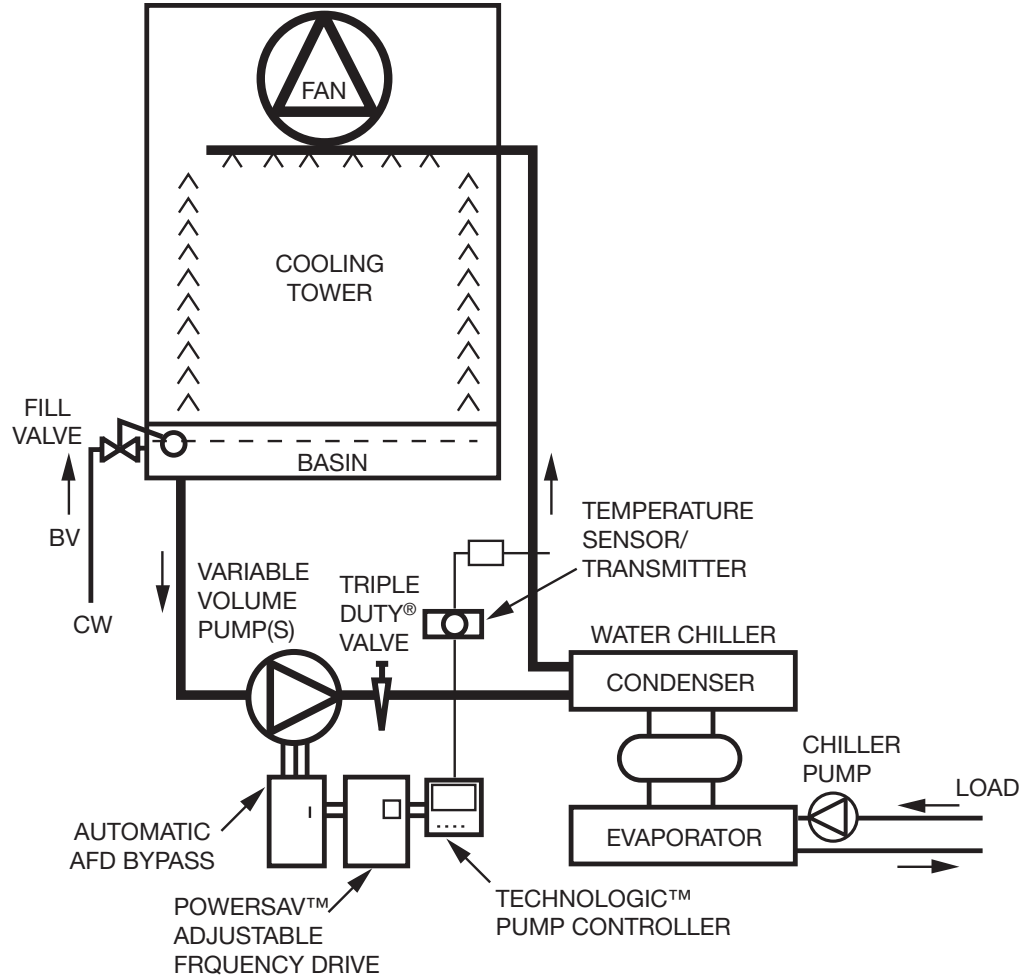 FAN
COOLING
TOWER
FILL
VALVE
BASIN
BV
CW
VARIABLE
VOLUME
PUMP(S)
TRIPLE
DUTY®
VALVE
TEMPERATURE
SENSOR/
TRANSMITTER
WATER CHILLER
CONDENSER
CHILLER
PUMP
LOAD
EVAPORATOR
AUTOMATIC
AFD BYPASS
POWERSAV™
ADJUSTABLE
FRQUENCY DRIVE
TECHNOLOGIC™
PUMP CONTROLLER